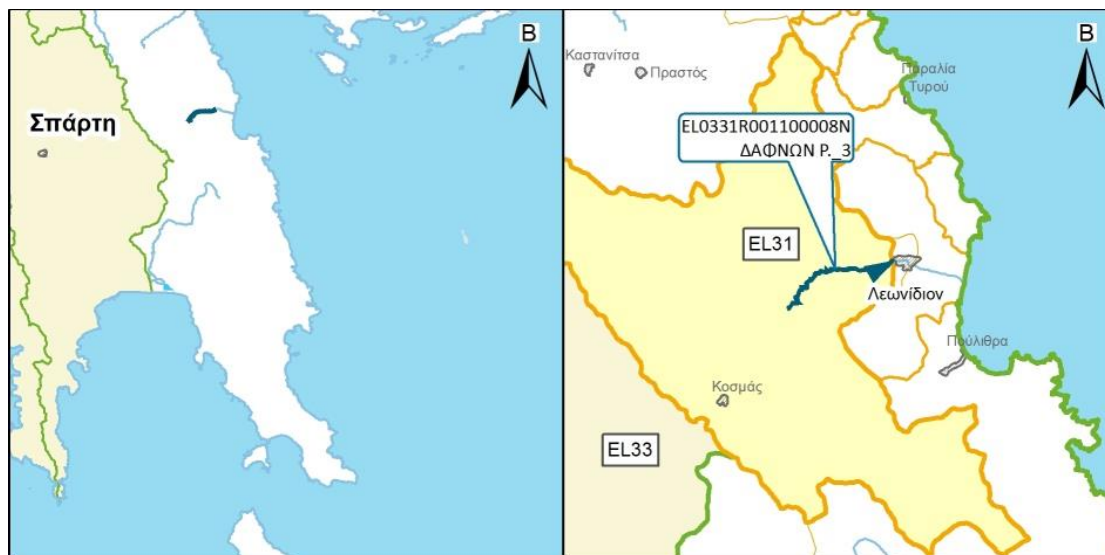 Β
Σπάρτη
Β
Καστανίτσα
Πραστός
Παραλία
Τυρού
EL0331R001100008N
ΔΑΦΝΩΝ Ρ._3
EL31
Λεωνίδιον
Πούλιθρα
Κοσμάς
EL33